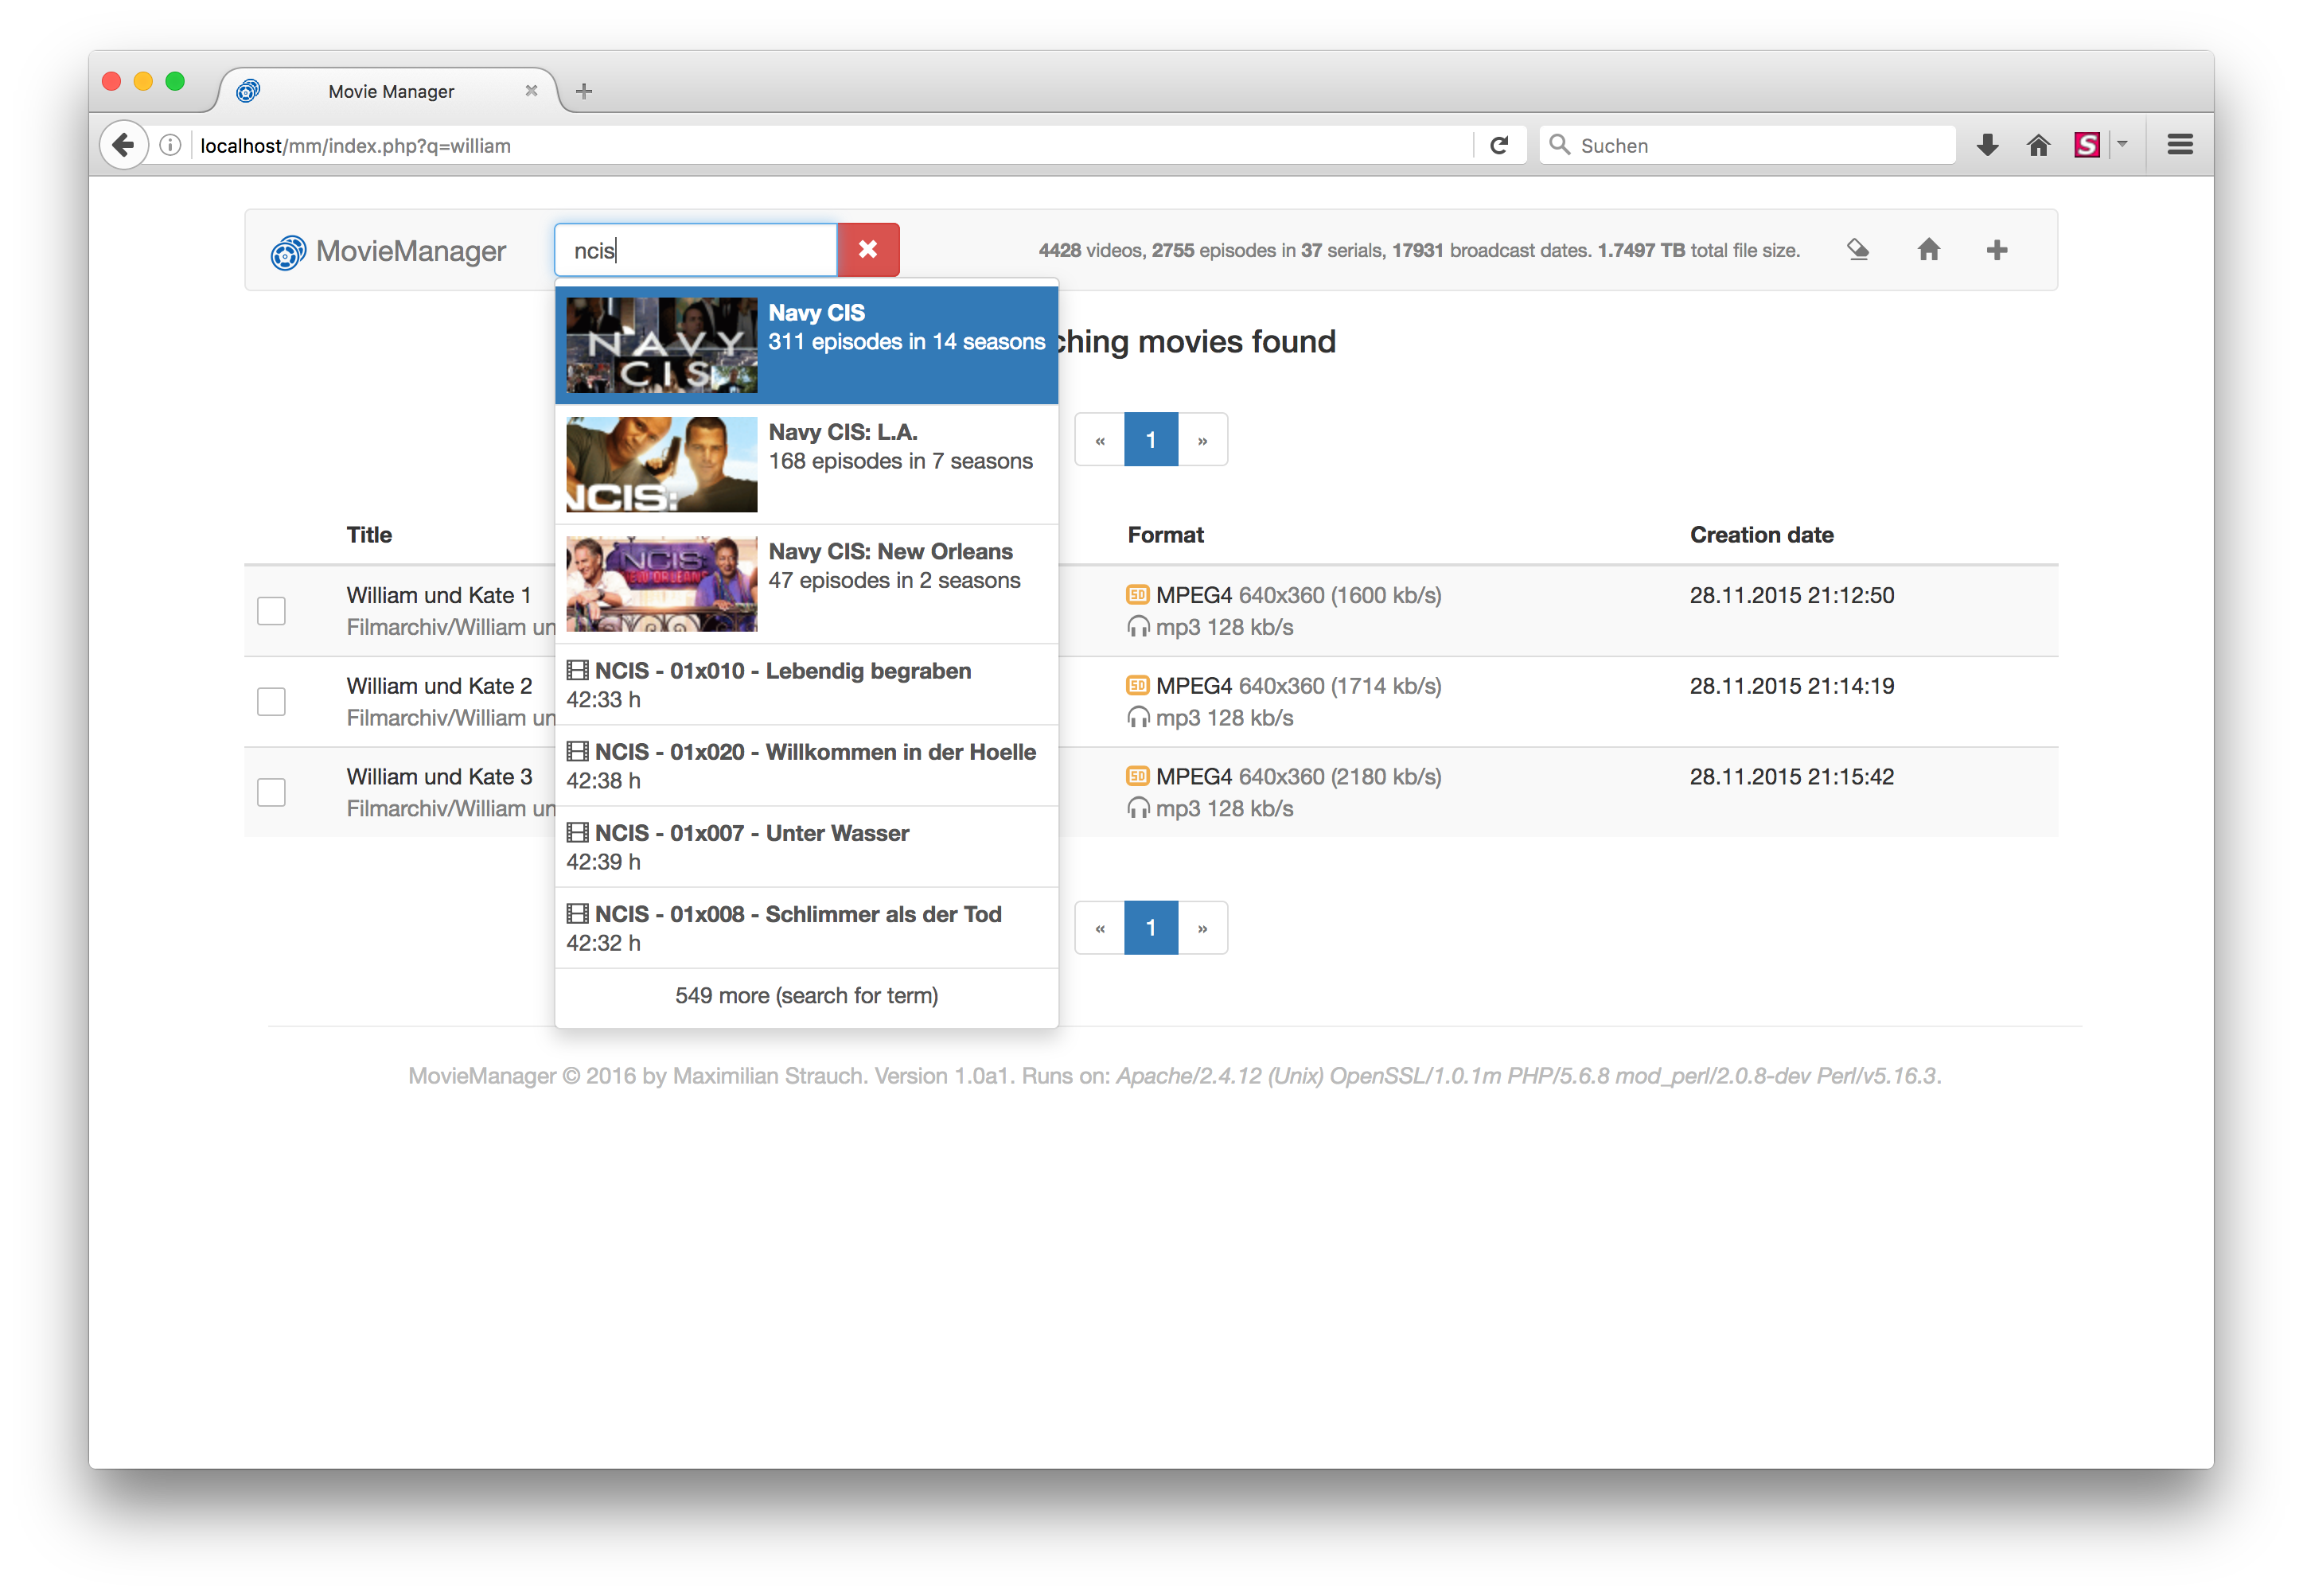 Movie Manager
localhost/mm/index.php?q=william
Suchen
MovieManager
ncis
4428 videos, 2755 episodes in 37 serials, 17931 broadcast dates. 1.7497 TB total file size.
NAVY
CIS
Navy CIS
311 episodes in 14 seasons
ching movies found
NCIS:
Navy CIS: L.A.
168 episodes in 7 seasons
« 1 »
Title Format Creation date
NCIS:
NEW ORLEANS
Navy CIS: New Orleans
47 episodes in 2 seasons
William und Kate 1
Filmarchiv/William un
SD MPEG4 640x360 (1600 kb/s)
mp3 128 kb/s
28.11.2015 21:12:50
NCIS - 01x010 - Lebendig begraben
42:33 h
William und Kate 2
Filmarchiv/William un
SD MPEG4 640x360 (1714 kb/s)
mp3 128 kb/s
28.11.2015 21:14:19
NCIS - 01x020 - Willkommen in der Hoelle
42:38 h
William und Kate 3
Filmarchiv/William un
SD MPEG4 640x360 (2180 kb/s)
mp3 128 kb/s
28.11.2015 21:15:42
NCIS - 01x007 - Unter Wasser
42:39 h
NCIS - 01x008 - Schlimmer als der Tod
42:32 h
« 1 »
549 more (search for term)
MovieManager © 2016 by Maximilian Strauch. Version 1.0a1. Runs on: Apache/2.4.12 (Unix) OpenSSL/1.0.1m PHP/5.6.8 mod_perl/2.0.8-dev Perl/v5.16.3.